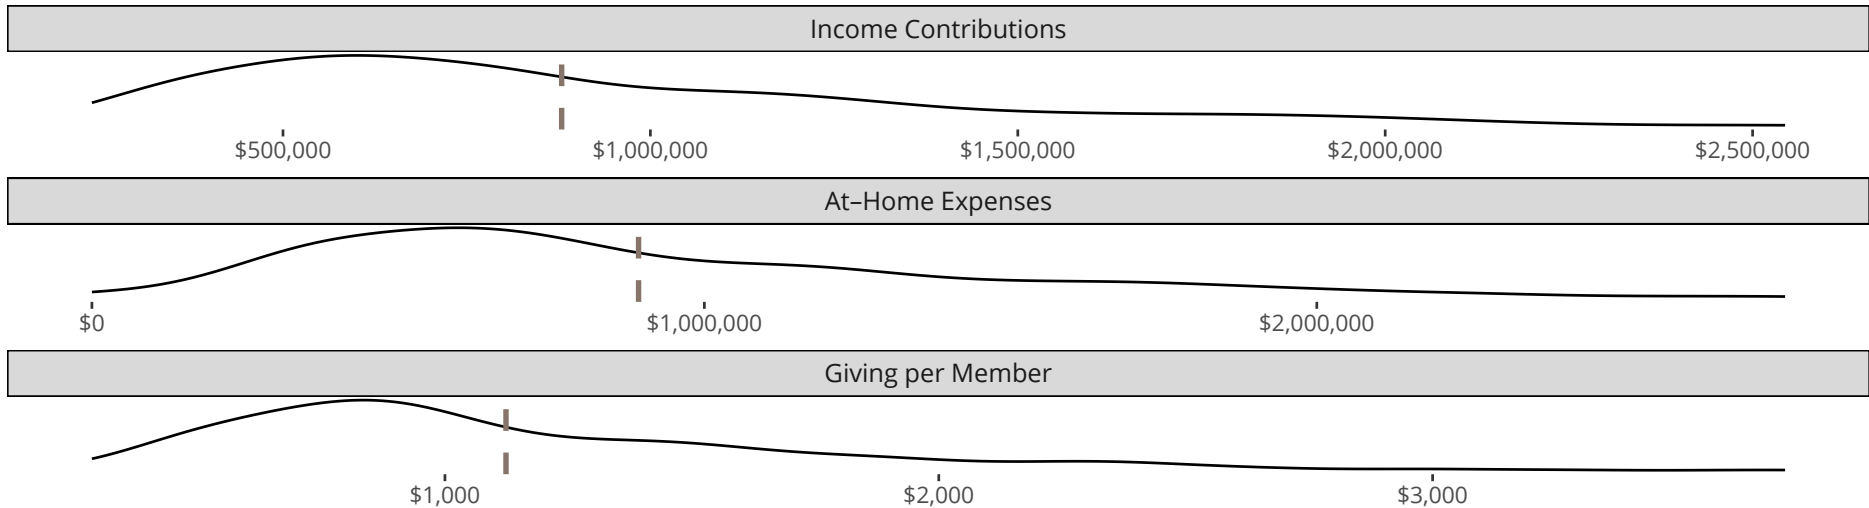 Income Contributions
$500,000 $1,000,000 $1,500,000 $2,000,000 $2,500,000
At–Home Expenses
$0 $1,000,000 $2,000,000
Giving per Member
$1,000 $2,000 $3,000